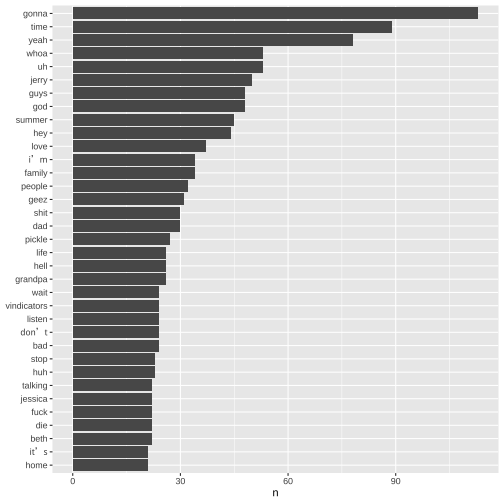 gonna
time
yeah
whoa
uh
jerry
guys
god
summer
hey
love
i’m
family
people
geez
shit
dad
pickle
life
hell
grandpa
wait
vindicators
listen
don’t
bad
stop
huh
talking
jessica
fuck
die
beth
it’s
home
0 30 60 90
n